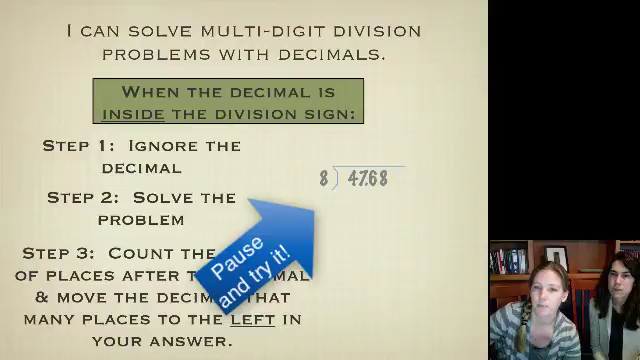 I CAN SOLVE MULTI-DIGIT DIVISION
PROBLEMS WITH DECIMALS.
WHEN THE DECIMAL IS
INSIDE THE DIVISION SIGN:
STEP 1: IGNORE THE
DECIMAL
STEP 2: SOLVE THE
PROBLEM
STEP 3: COUNT THE
OF PLACES AFTER T MAL
& MOVE THE DECIM THAT
MANY PLACES TO THE LEFT IN
YOUR ANSWER.
8 47.68
Pause
and try it!